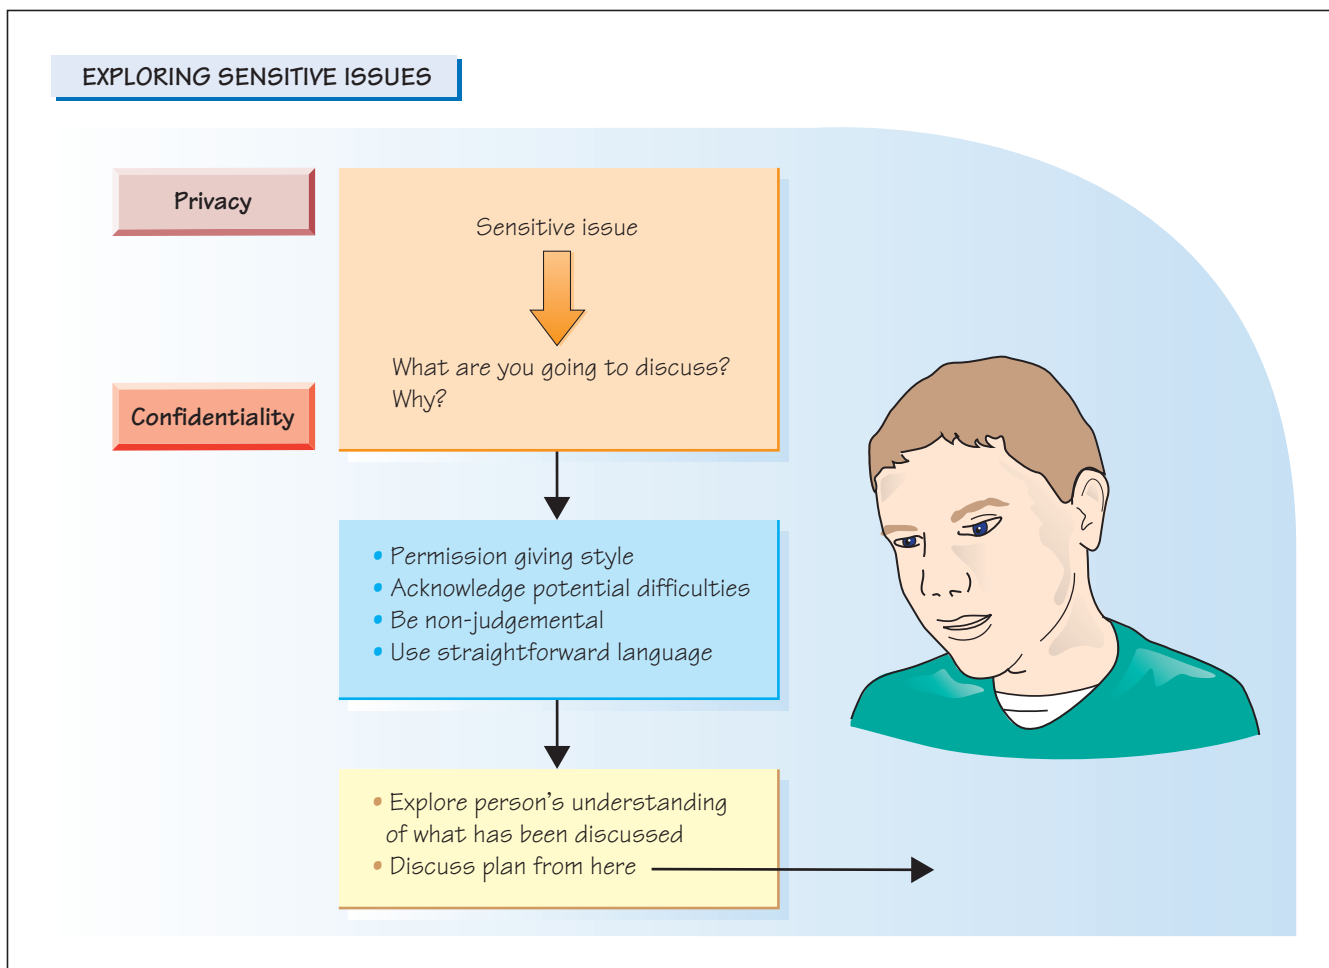 EXPLORING SENSITIVE ISSUES
Privacy
Sensitive issue
What are you going to discuss?
Why?
Confidentiality
• Permission giving style
• Acknowledge potential difficulties
• Be non-judgemental
• Use straightforward language
• Explore person's understanding
of what has been discussed
• Discuss plan from here